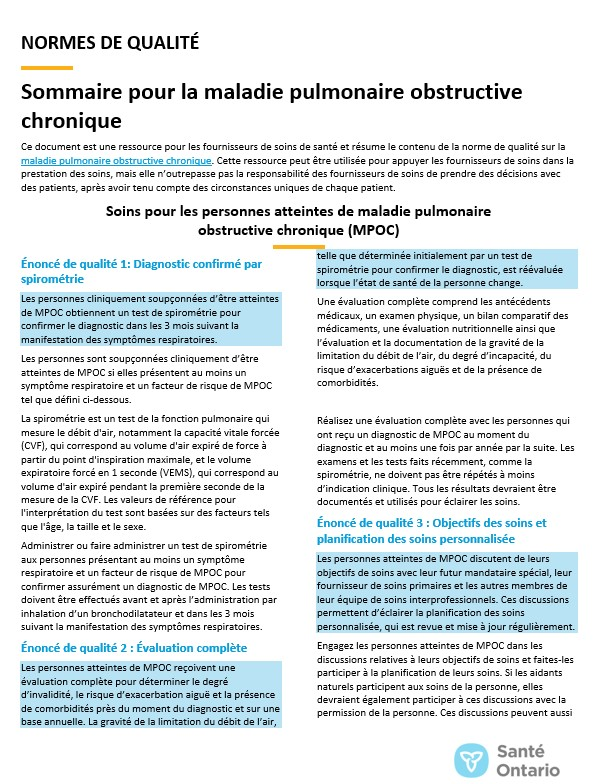 NORMES DE QUALITÉ
Sommaire pour la maladie pulmonaire obstructive
chronique
Ce document est une ressource pour les fournisseurs de soins de santé et résume le contenu de la norme de qualité sur la
maladie pulmonaire obstructive chronique. Cette ressource peut être utilisée pour appuyer les fournisseurs de soins dans la
prestation des soins, mais elle n’outrepasse pas la responsabilité des fournisseurs de soins de prendre des décisions avec
des patients, après avoir tenu compte des circonstances uniques de chaque patient.
Soins pour les personnes atteintes de maladie pulmonaire
obstructive chronique (MPOC)
Énoncé de qualité 1: Diagnostic confirmé par
spirométrie
Les personnes cliniquement soupçonnées d’être atteintes
de MPOC obtiennent un test de spirométrie pour
confirmer le diagnostic dans les 3 mois suivant la
manifestation des symptômes respiratoires.
Les personnes sont soupçonnées cliniquement d’être
atteintes de MPOC si elles présentent au moins un
symptôme respiratoire et un facteur de risque de MPOC
tel que défini ci-dessous.
La spirométrie est un test de la fonction pulmonaire qui
mesure le débit d'air, notamment la capacité vitale forcée
(CVF), qui correspond au volume d'air expiré de force à
partir du point d'inspiration maximale, et le volume
expiratoire forcé en 1 seconde (VEMS), qui correspond au
volume d'air expiré pendant la première seconde de la
mesure de la CVF. Les valeurs de référence pour
l'interprétation du test sont basées sur des facteurs tels
que l'âge, la taille et le sexe.
Administrer ou faire administrer un test de spirométrie
aux personnes présentant au moins un symptôme
respiratoire et un facteur de risque de MPOC pour
confirmer assurément un diagnostic de MPOC. Les tests
doivent être effectués avant et après l’administration par
inhalation d’un bronchodilatateur et dans les 3 mois
suivant la manifestation des symptômes respiratoires.
Énoncé de qualité 2 : Évaluation complète
Les personnes atteintes de MPOC reçoivent une
évaluation complète pour déterminer le degré
d’invalidité, le risque d’exacerbation aiguë et la présence
de comorbidités près du moment du diagnostic et sur une
base annuelle. La gravité de la limitation du débit de l’air,
telle que déterminée initialement par un test de
spirométrie pour confirmer le diagnostic, est réévaluée
lorsque l’état de santé de la personne change.
Une évaluation complète comprend les antécédents
médicaux, un examen physique, un bilan comparatif des
médicaments, une évaluation nutritionnelle ainsi que
l’évaluation et la documentation de la gravité de la
limitation du débit de l’air, du degré d’incapacité, du
risque d’exacerbations aiguës et de la présence de
comorbidités.
Réalisez une évaluation complète avec les personnes qui
ont reçu un diagnostic de MPOC au moment du
diagnostic et au moins une fois par année par la suite. Les
examens et les tests faits récemment, comme la
spirométrie, ne doivent pas être répétés à moins
d’indication clinique. Tous les résultats devraient être
documentés et utilisés pour éclairer les soins.
Énoncé de qualité 3 : Objectifs des soins et
planification des soins personnalisée
Les personnes atteintes de MPOC discutent de leurs
objectifs de soins avec leur futur mandataire spécial, leur
fournisseur de soins primaires et les autres membres de
leur équipe de soins interprofessionnels. Ces discussions
permettent d’éclairer la planification des soins
personnalisée, qui est revue et mise à jour régulièrement.
Engagez les personnes atteintes de MPOC dans les
discussions relatives à leurs objectifs de soins et faites-les
participer à la planification de leurs soins. Si les aidants
naturels participent aux soins de la personne, elles
devraient également participer à ces discussions avec la
permission de la personne. Ces discussions peuvent aussi
Santé
Ontario